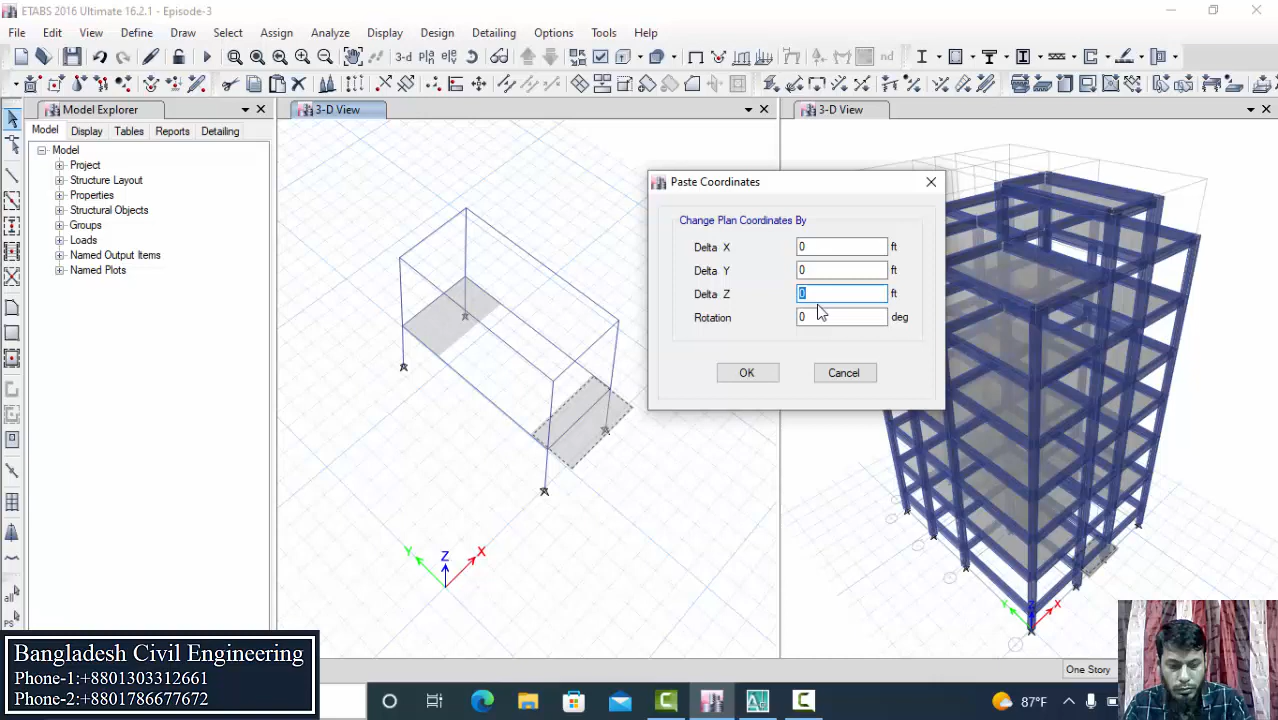 ETABS 2016 Ultimate 16.2.1 - Episode-3
File Edit View Define Draw Select Assign Analyze Display Design Detailing Options Tools Help
3-d
nd
Model Explorer
3-D View
3-D View
Model Display Tables Reports Detailing
Model
Project
Structure Layout
Properties
Structural Objects
Groups
Loads
Named Output Items
Named Plots
Paste Coordinates
Change Plan Coordinates By
Delta X 0 ft
Delta Y 0 ft
Delta Z 0 ft
Rotation 0 deg
OK Cancel
Y Z X
Y Z X
all
PS
Bangladesh Civil Engineering
Phone-1:+8801303312661
Phone-2:+8801786677672
One Story
87°F